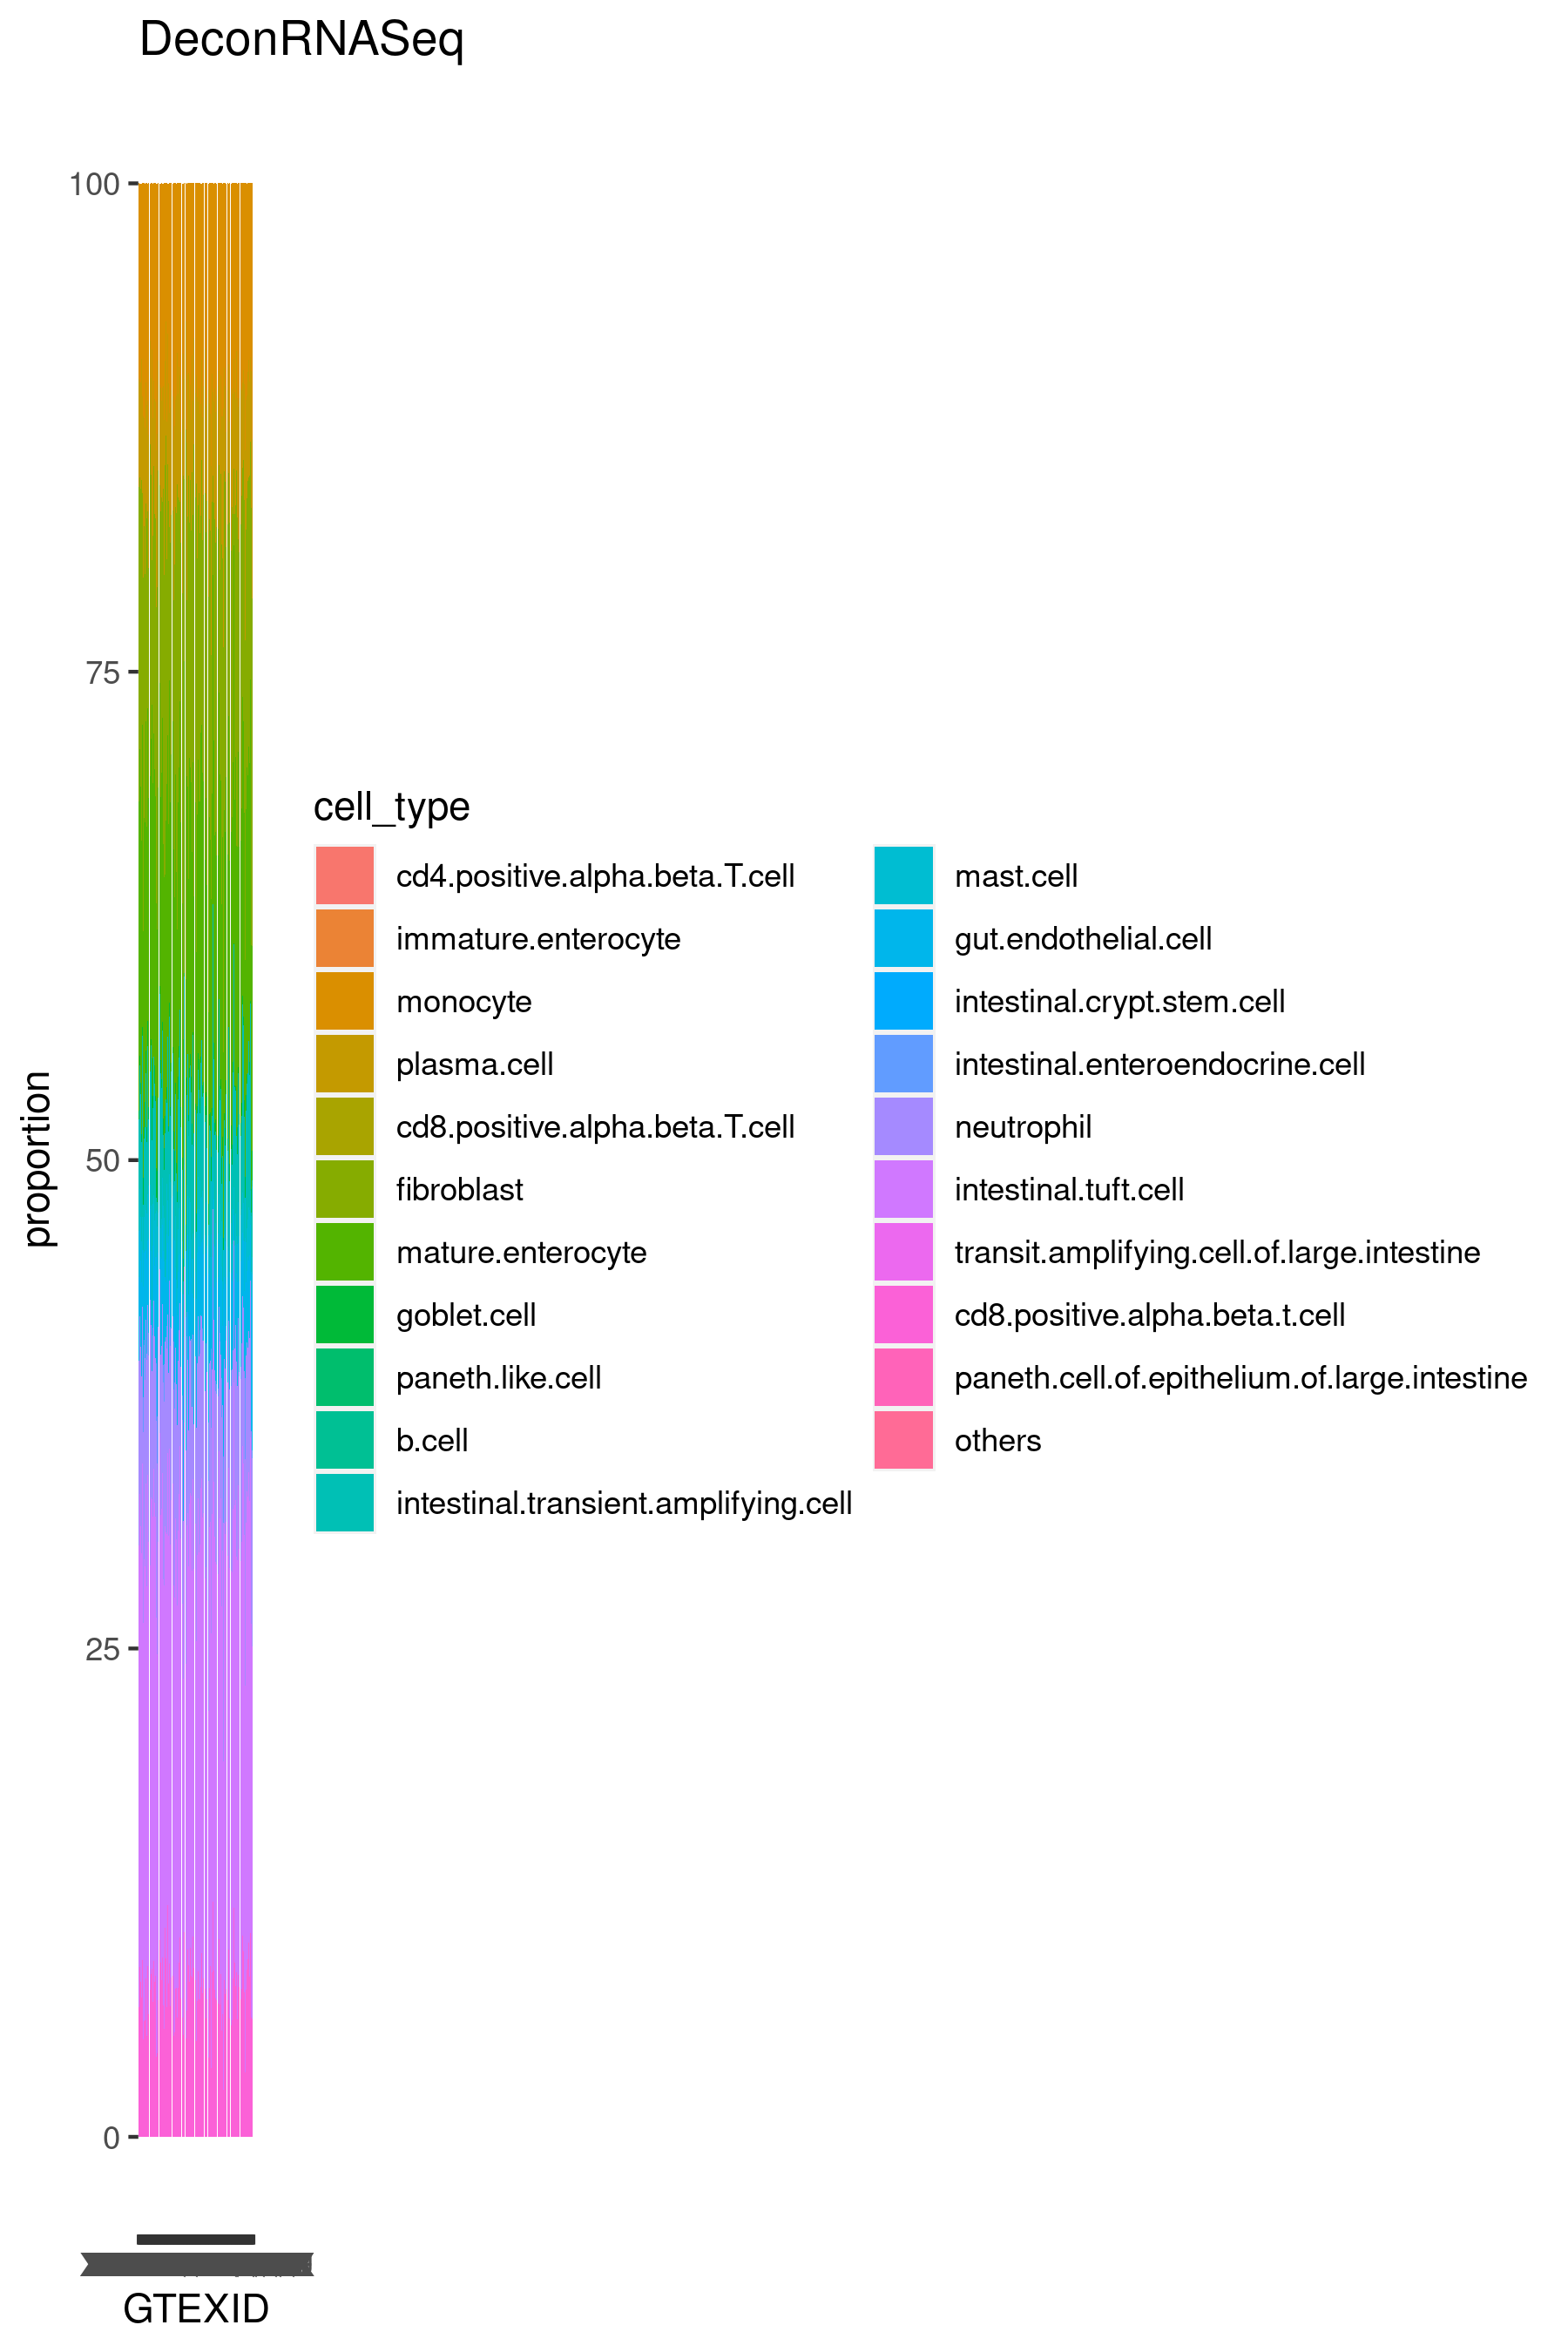 DeconRNASeq
100
75
50
25
0
proportion
GTEXID
cell_type
cd4.positive.alpha.beta.T.cell
immature.enterocyte
monocyte
plasma.cell
cd8.positive.alpha.beta.T.cell
fibroblast
mature.enterocyte
goblet.cell
paneth.like.cell
b.cell
intestinal.transient.amplifying.cell
mast.cell
gut.endothelial.cell
intestinal.crypt.stem.cell
intestinal.enteroendocrine.cell
neutrophil
intestinal.tuft.cell
transit.amplifying.cell.of.large.intestine
cd8.positive.alpha.beta.t.cell
paneth.cell.of.epithelium.of.large.intestine
others